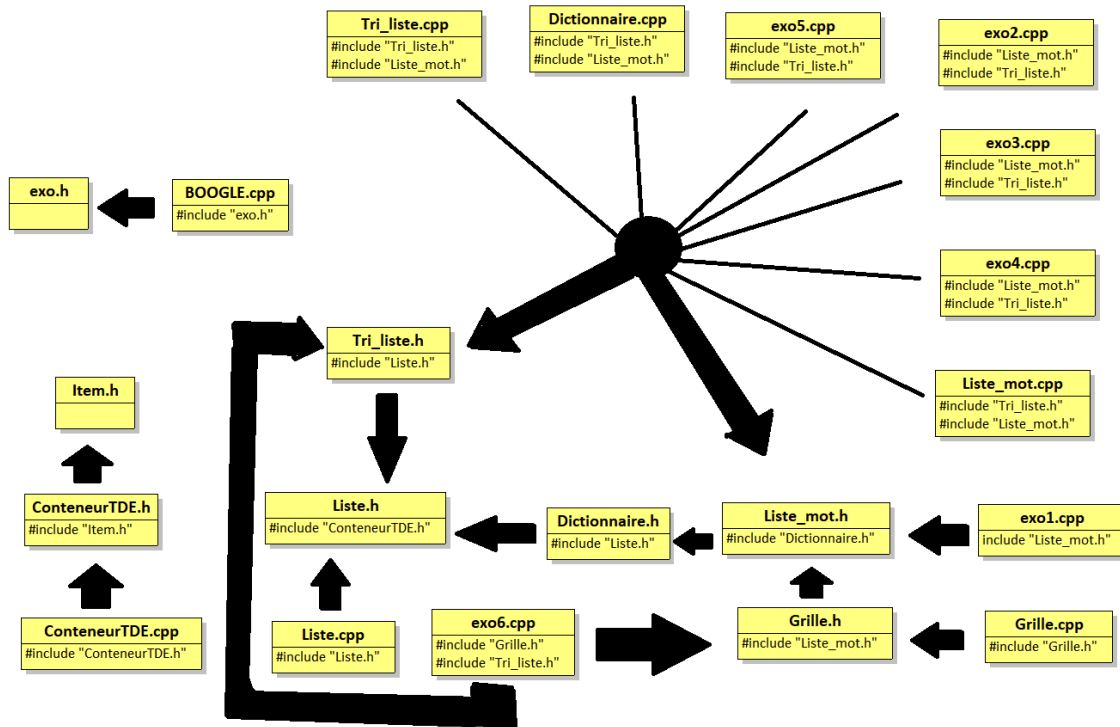 Tri_liste.cpp
#include "Tri_liste.h"
#include "Liste_mot.h"
Dictionnaire.cpp
#include "Tri_liste.h"
#include "Liste_mot.h"
exo5.cpp
#include "Liste_mot.h"
#include "Tri_liste.h"
exo2.cpp
#include "Liste_mot.h"
#include "Tri_liste.h"
exo3.cpp
#include "Liste_mot.h"
#include "Tri_liste.h"
exo.h
BOOGLE.cpp
#include "exo.h"
exo4.cpp
#include "Liste_mot.h"
#include "Tri_liste.h"
Tri_liste.h
#include "Liste.h"
Item.h
Liste_mot.cpp
#include "Tri_liste.h"
#include "Liste_mot.h"
ConteneurTDE.h
#include "Item.h"
Liste.h
#include "ConteneurTDE.h"
Dictionnaire.h
#include "Liste.h"
Liste_mot.h
#include "Dictionnaire.h"
exo1.cpp
include "Liste_mot.h"
ConteneurTDE.cpp
#include "ConteneurTDE.h"
Liste.cpp
#include "Liste.h"
exo6.cpp
#include "Grille.h"
#include "Tri_liste.h"
Grille.h
#include "Liste_mot.h"
Grille.cpp
#include "Grille.h"